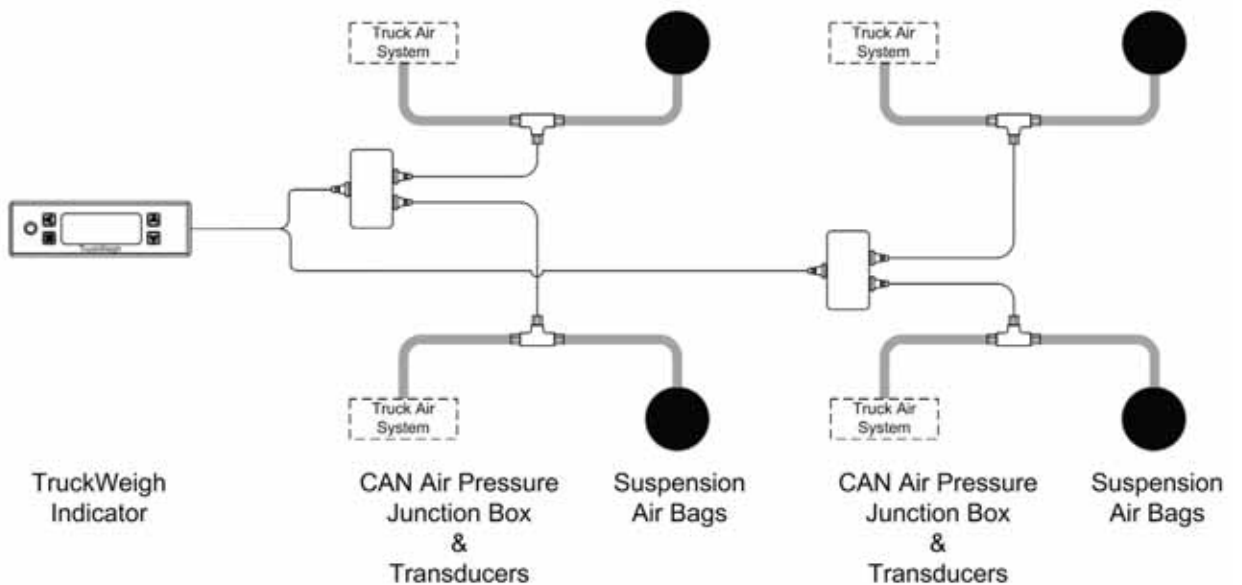 Truck Air
System
Truck Air
System
TruckWeigh
Truck Air
System
Truck Air
System
TruckWeigh
Indicator
CAN Air Pressure
Junction Box
&
Transducers
Suspension
Air Bags
CAN Air Pressure
Junction Box
&
Transducers
Suspension
Air Bags